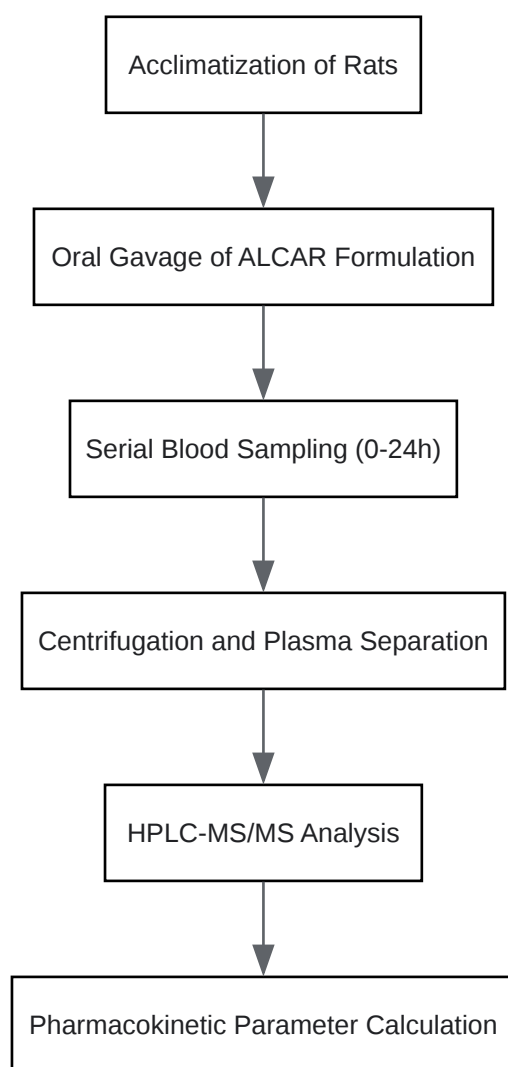 Acclimatization of Rats
Oral Gavage of ALCAR Formulation
Serial Blood Sampling (0-24h)
Centrifugation and Plasma Separation
HPLC-MS/MS Analysis
Pharmacokinetic Parameter Calculation